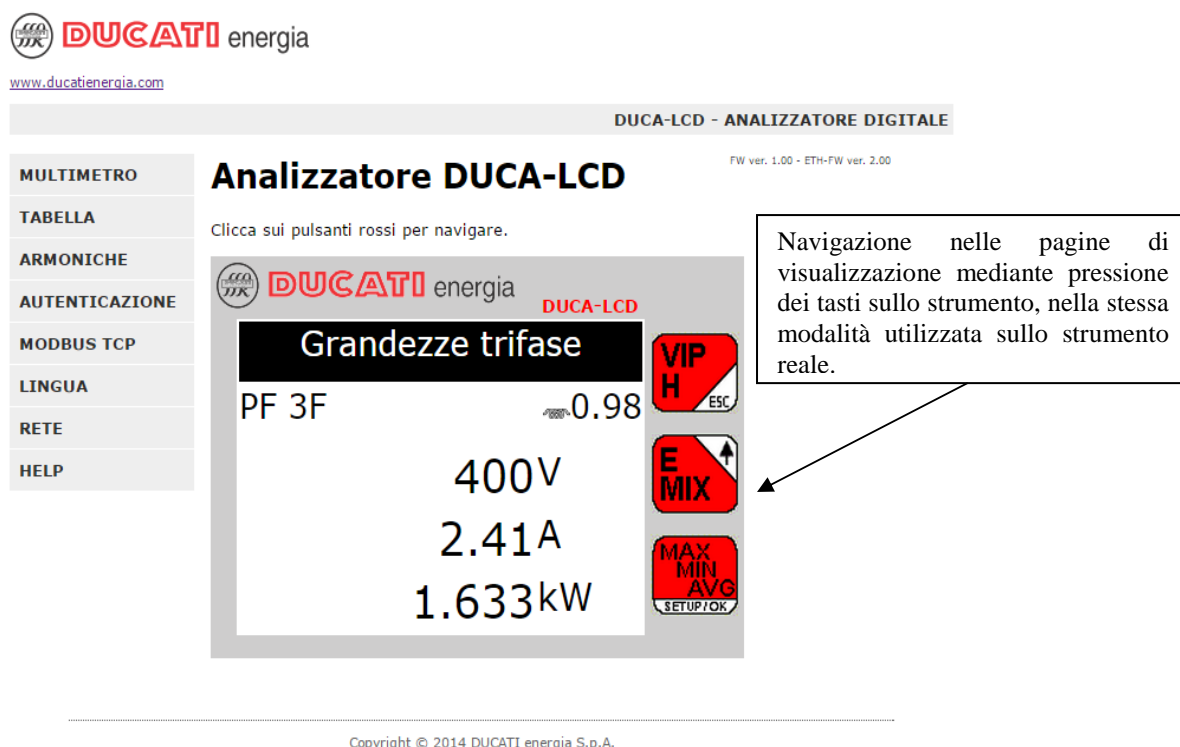 DUCATI energia
www.ducatienergia.com
DUCA-LCD - ANALIZZATORE DIGITALE
MULTIMETRO
TABELLA
ARMONICHE
AUTENTICAZIONE
MODBUS TCP
LINGUA
RETE
HELP
Analizzatore DUCA-LCD
FW ver. 1.00 - ETH-FW ver. 2.00
Clicca sui pulsanti rossi per navigare.
DUCATI energia
DUCA-LCD
Grandezze trifase
PF 3F 0.98
400V
2.41A
1.633kW
VIP
H
ESC
E
MIX
MAX
MIN
AVG
SETUP/OK
Navigazione nelle pagine di
visualizzazione mediante pressione
dei tasti sullo strumento, nella stessa
modalità utilizzata sullo strumento
reale.
Copyright © 2014 DUCATI energia S.p.A.